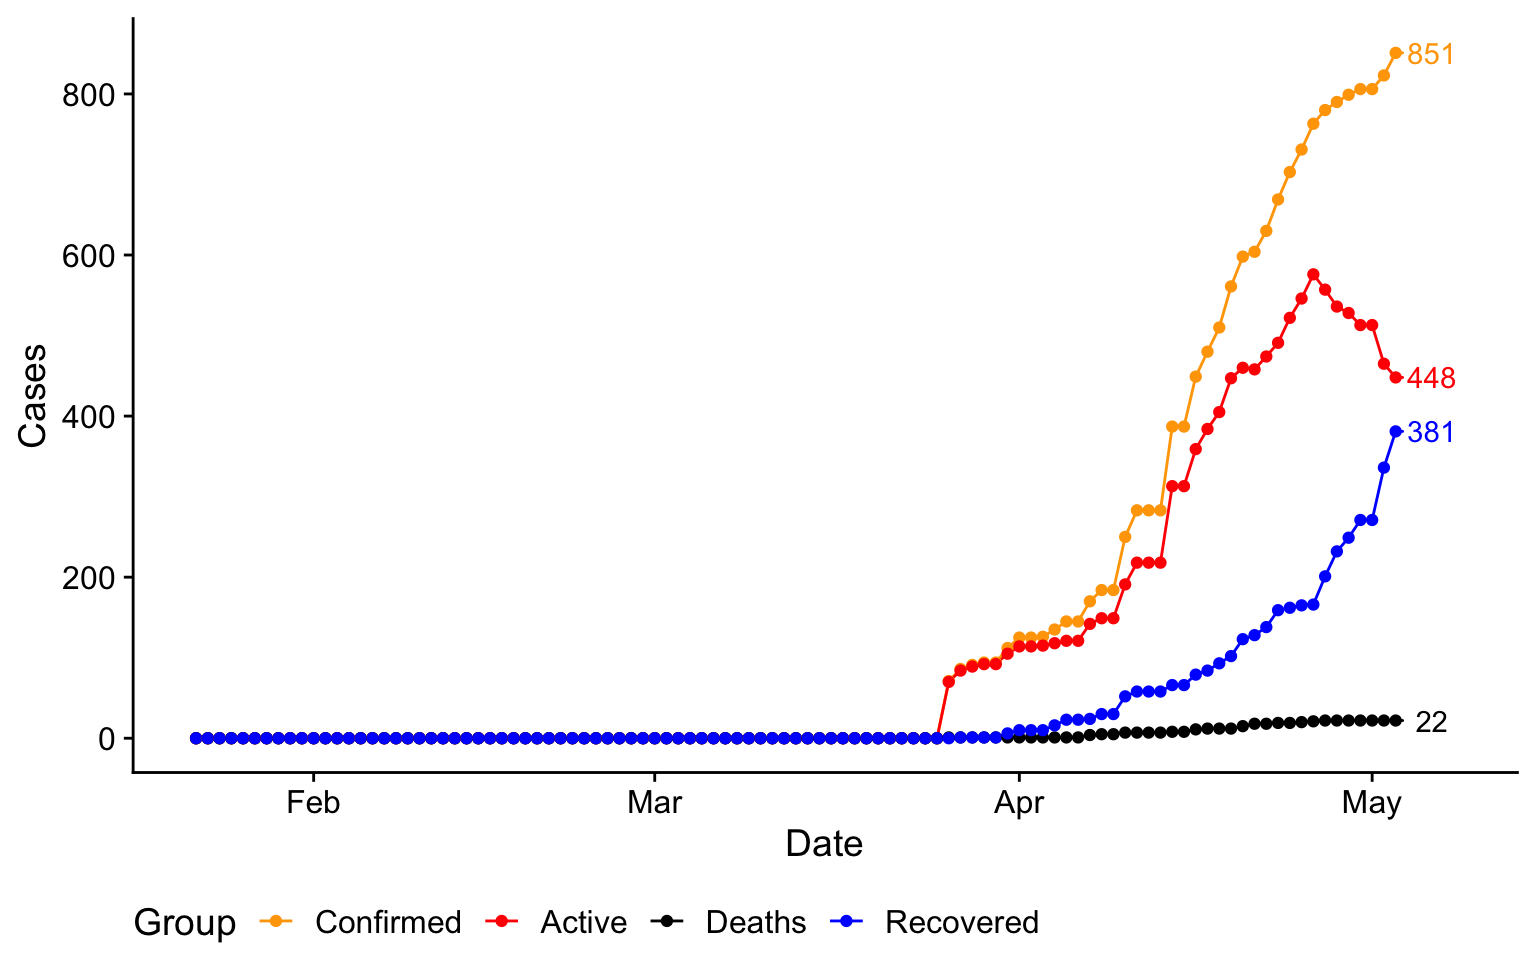 851
800
600
448
Cases
400
381
200
22
0
Feb Mar Apr May
Date
Group Confirmed Active Deaths Recovered